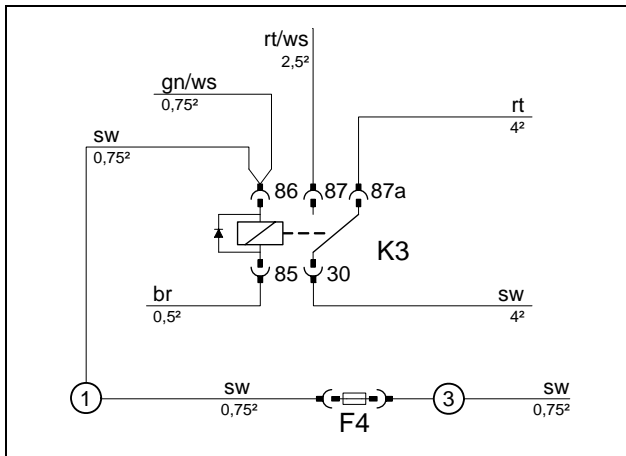 rt/ws
2,5²
gn/ws
0,75²
rt
4²
sw
0,75²
86 87 87a
K3
85 30
br
0,5²
sw
4²
1 sw 3 sw
0,75² 0,75²
F4